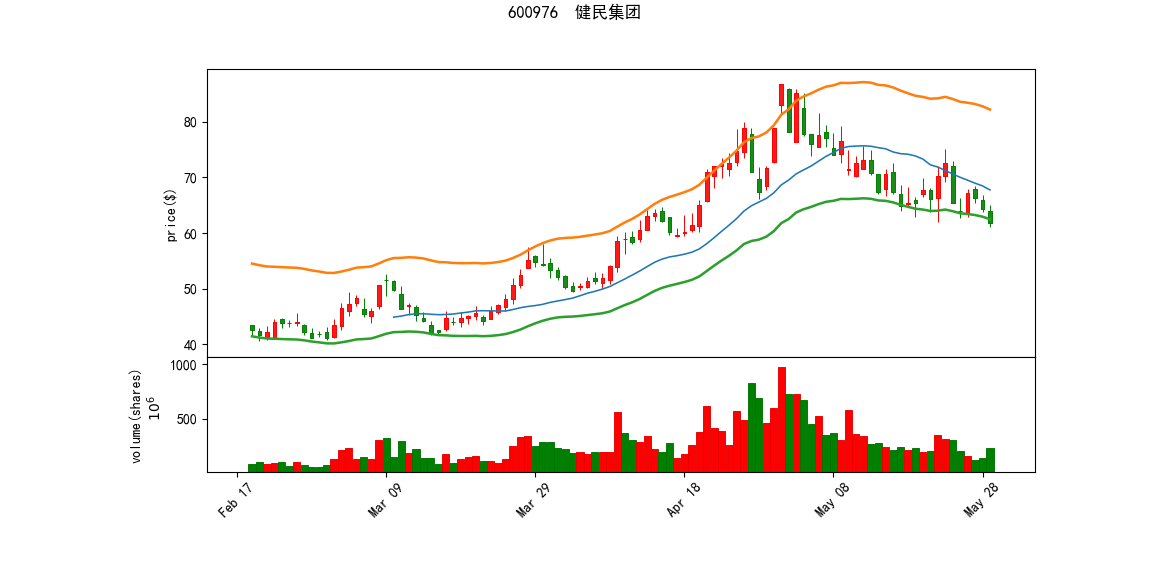 600976 健民集团
80
70
60
50
40
price($)
1000
500
volume(shares)
10^6
Feb 17
Mar 09
Mar 29
Apr 18
May 08
May 28